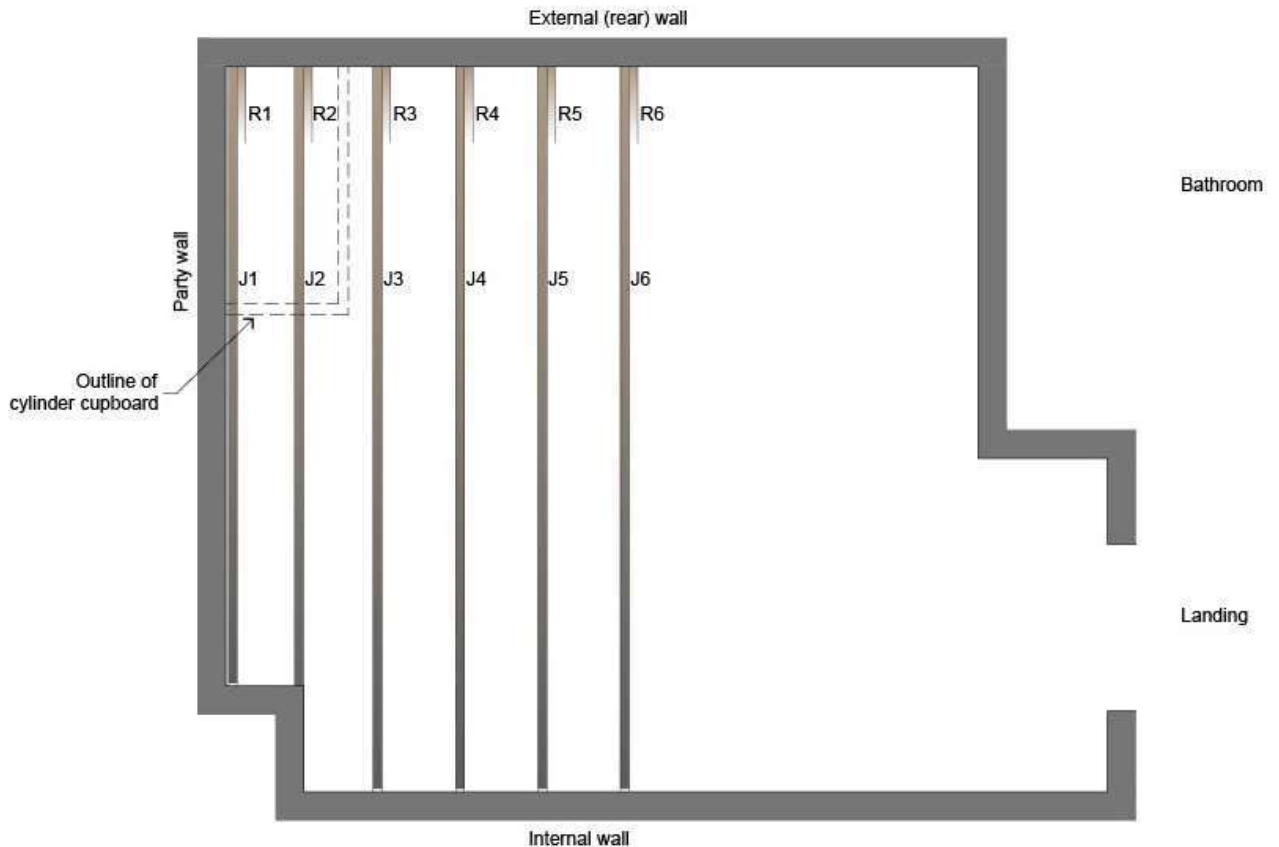 External (rear) wall
R1
R2
R3
R4
R5
R6
Bathroom
Party wall
J1
J2
J3
J4
J5
J6
Outline of
cylinder cupboard
Landing
Internal wall